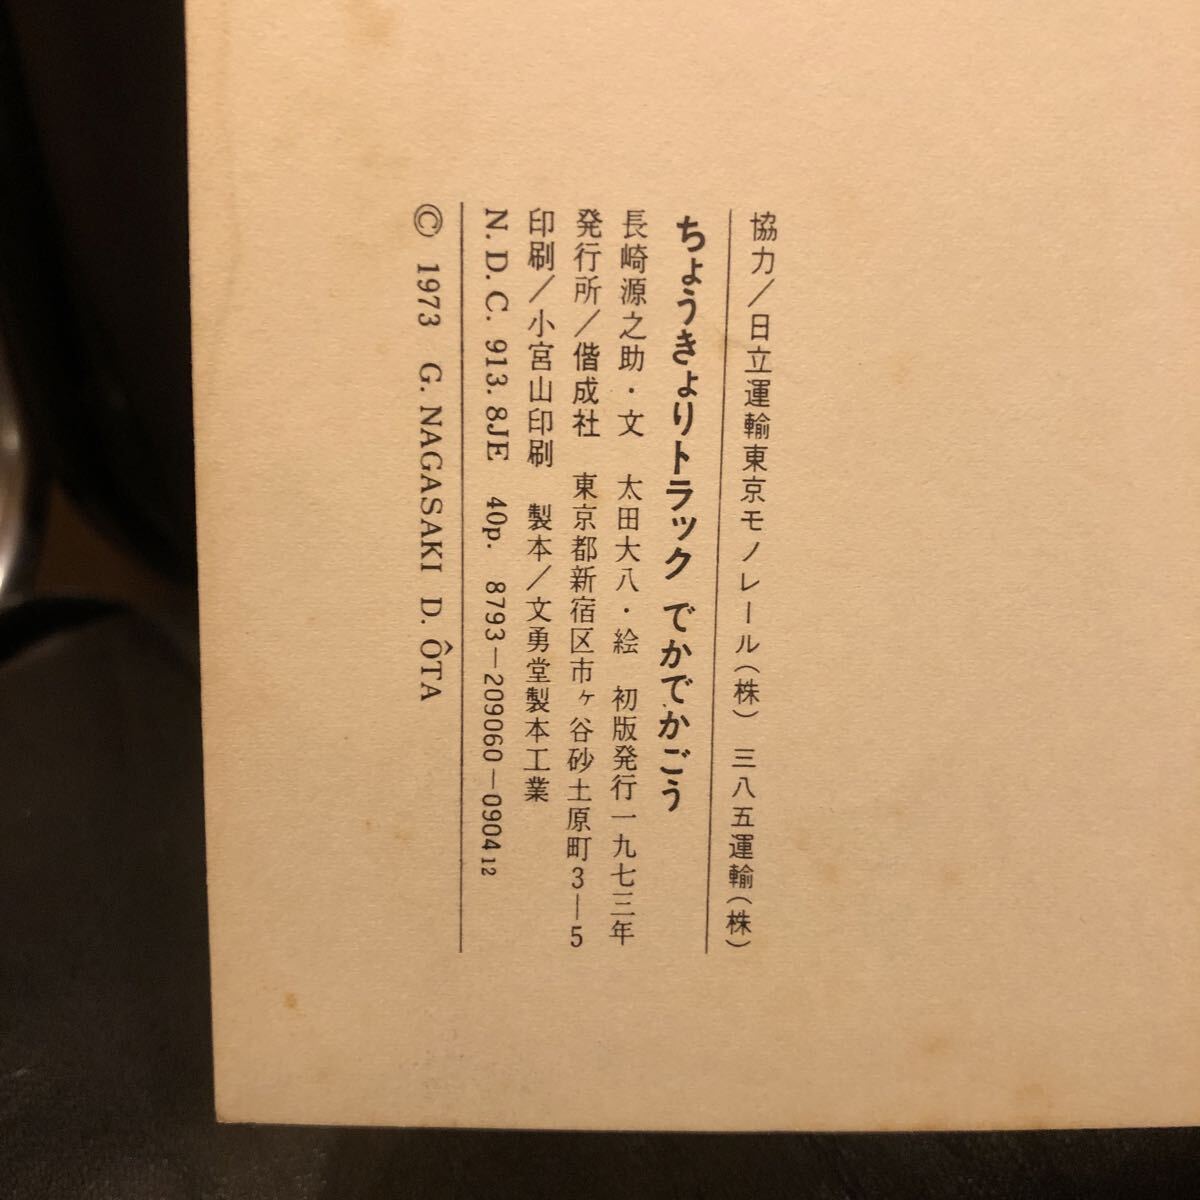 協力/日立運輸東京モノレール(株) 三八五運輸(株)
ちょうきょりトラック でかでかごう
長崎源之助・文 太田大八・絵 初版発行一九七三年
発行所/偕成社 東京都新宿区市ヶ谷砂土原町3-5
印刷/小宮山印刷 製本/文勇堂製本工業
N.D.C. 913.8JE 40p. 8793-209060-0904 12
© 1973 G. NAGASAKI D. ÔTA